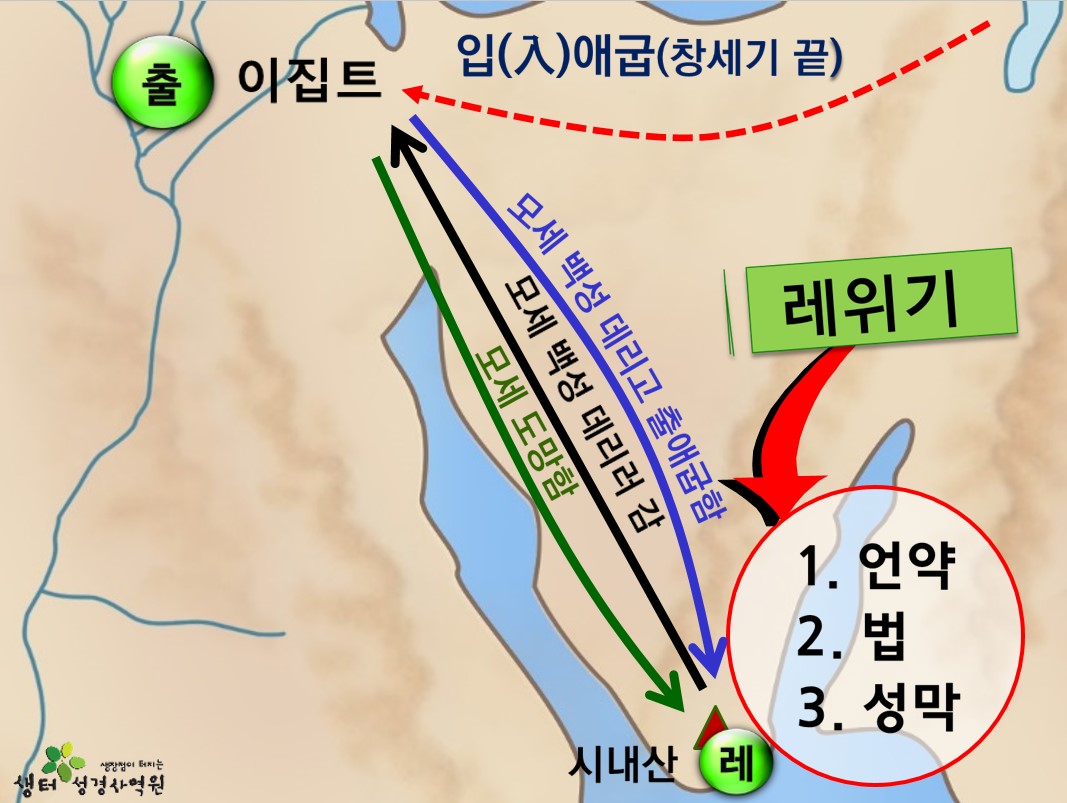 입(入)애굽(창세기 끝)
출
이집트
모세 백성 데리고 출애굽함
모세 백성 데리러 감
모세 도망함
레위기
1. 언약
2. 법
3. 성막
시내산
레
생장점이 터지는
생터 성경사역원